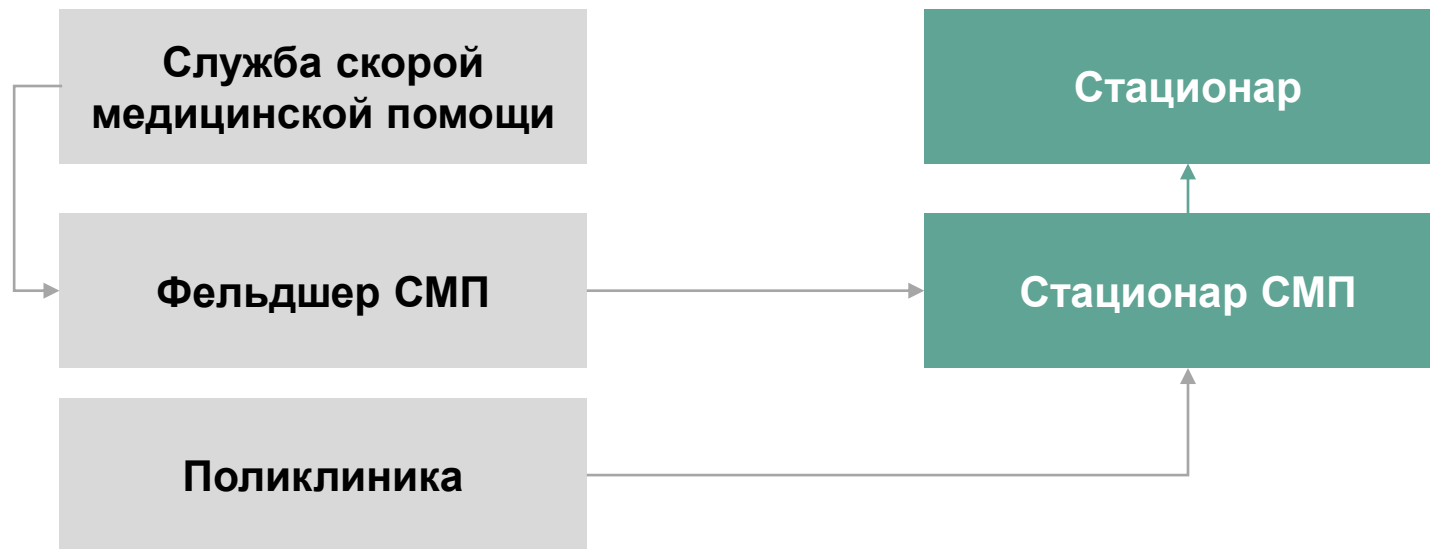 Служба скорой
медицинской помощи
Стационар
Фельдшер СМП
Стационар СМП
Поликлиника